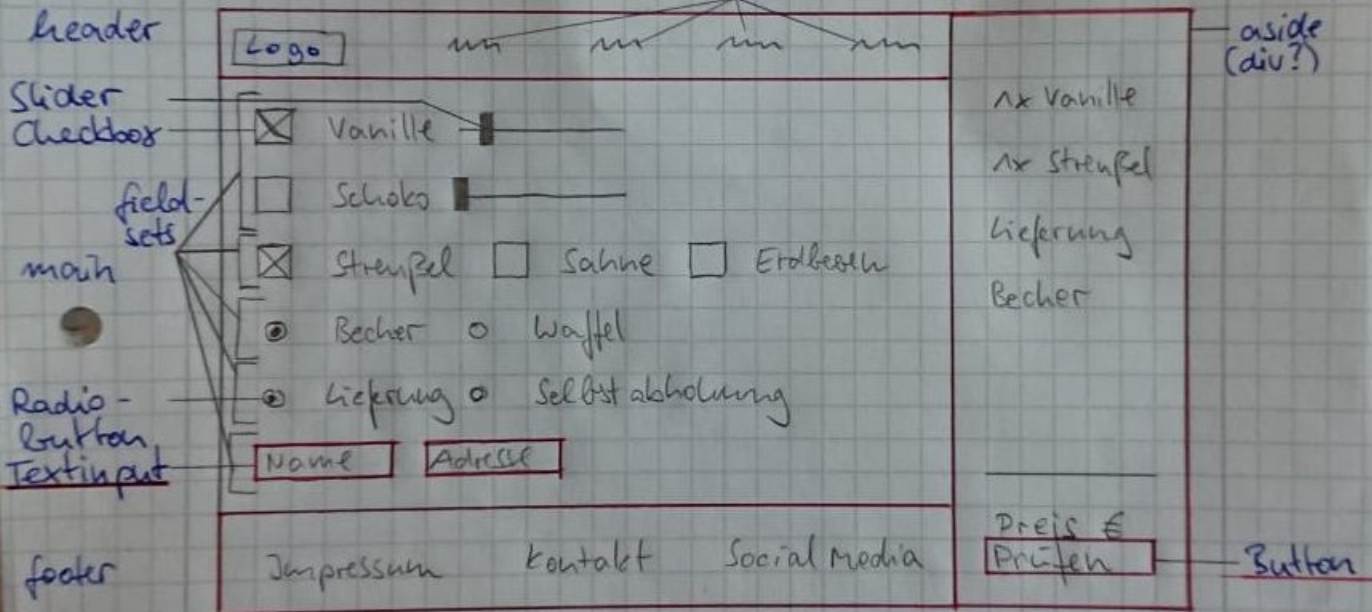 header
Logo
aside
(div?)
Slider
Checkbox
Vanille
1x Vanille
field-
sets
Schoko
1x Streußel
main
Streußel Sahne Erdbeeren
Lieferung
Becher Waffel
Becher
Radio-
Button
Lieferung Selbstabholung
Textinput
Name Adresse
Preis €
footer
Impressum Kontakt Social Media
Prüfen
Button